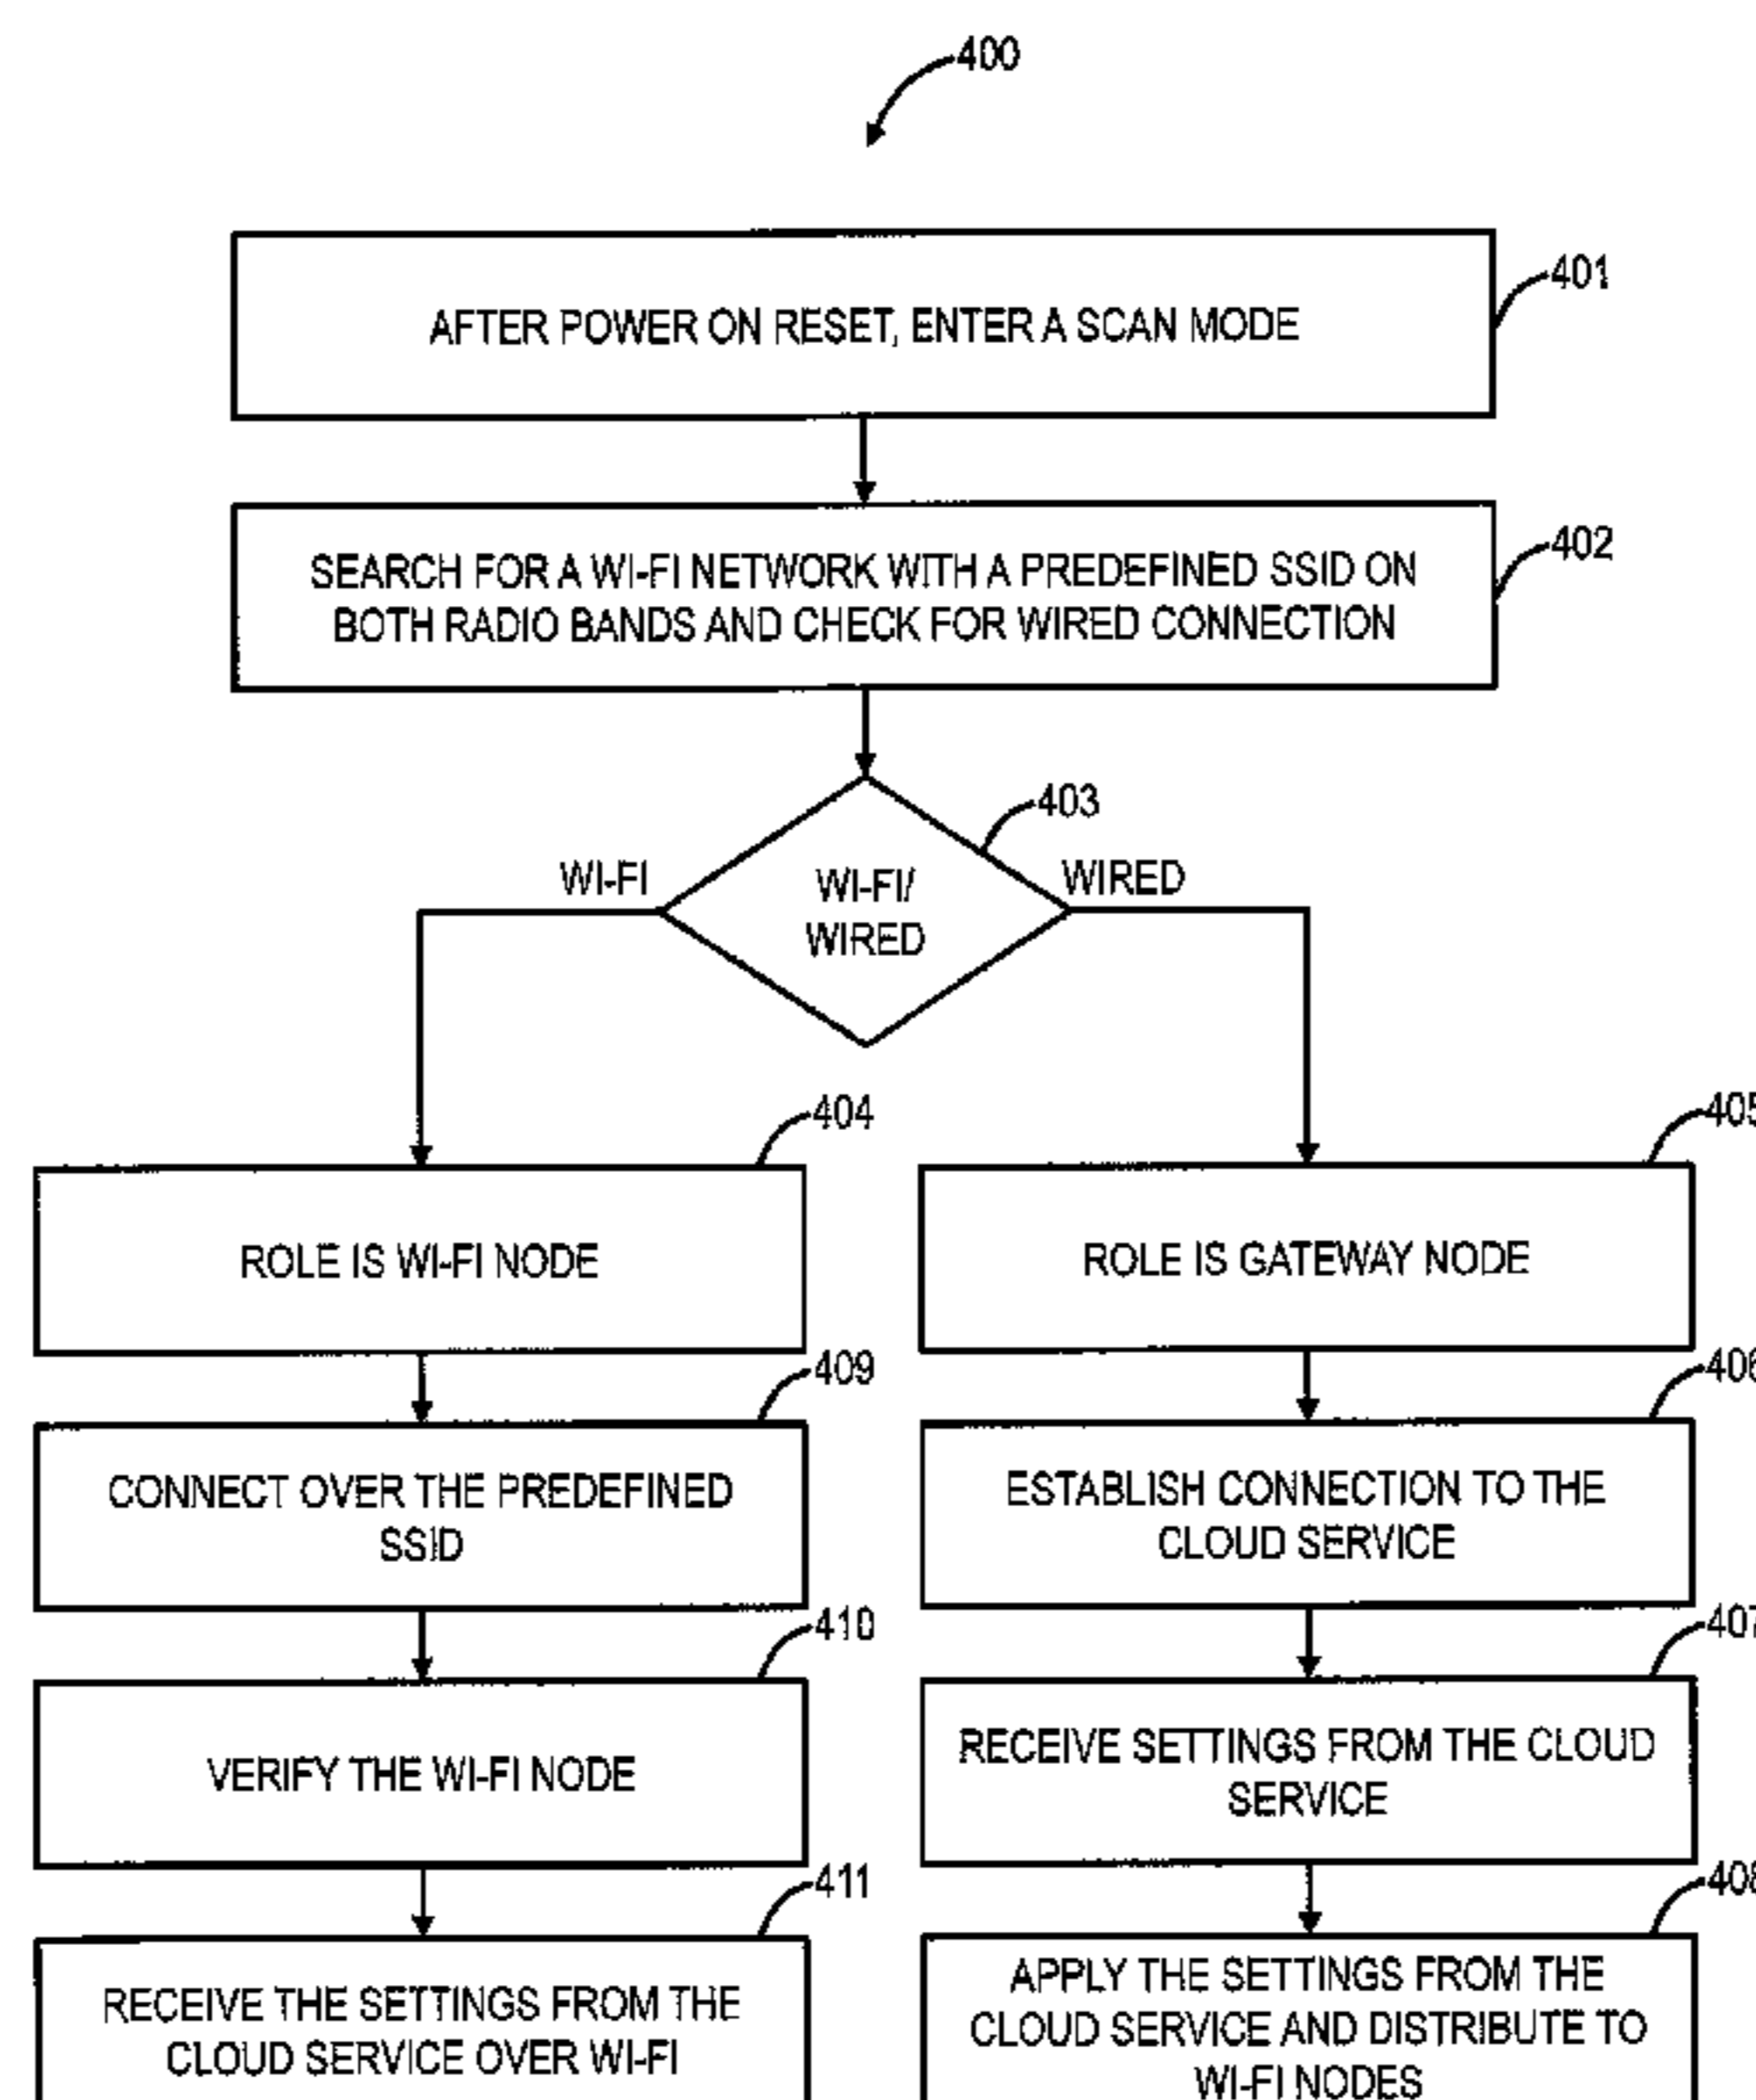 400
401
AFTER POWER ON RESET, ENTER A SCAN MODE
402
SEARCH FOR A WI-FI NETWORK WITH A PREDEFINED SSID ON
BOTH RADIO BANDS AND CHECK FOR WIRED CONNECTION
403
WI-FI
WI-FI/
WIRED
WIRED
404
ROLE IS WI-FI NODE
405
ROLE IS GATEWAY NODE
409
CONNECT OVER THE PREDEFINED
SSID
406
ESTABLISH CONNECTION TO THE
CLOUD SERVICE
410
VERIFY THE WI-FI NODE
407
RECEIVE SETTINGS FROM THE CLOUD
SERVICE
411
RECEIVE THE SETTINGS FROM THE
CLOUD SERVICE OVER WI-FI
408
APPLY THE SETTINGS FROM THE
CLOUD SERVICE AND DISTRIBUTE TO
WI-FI NODES